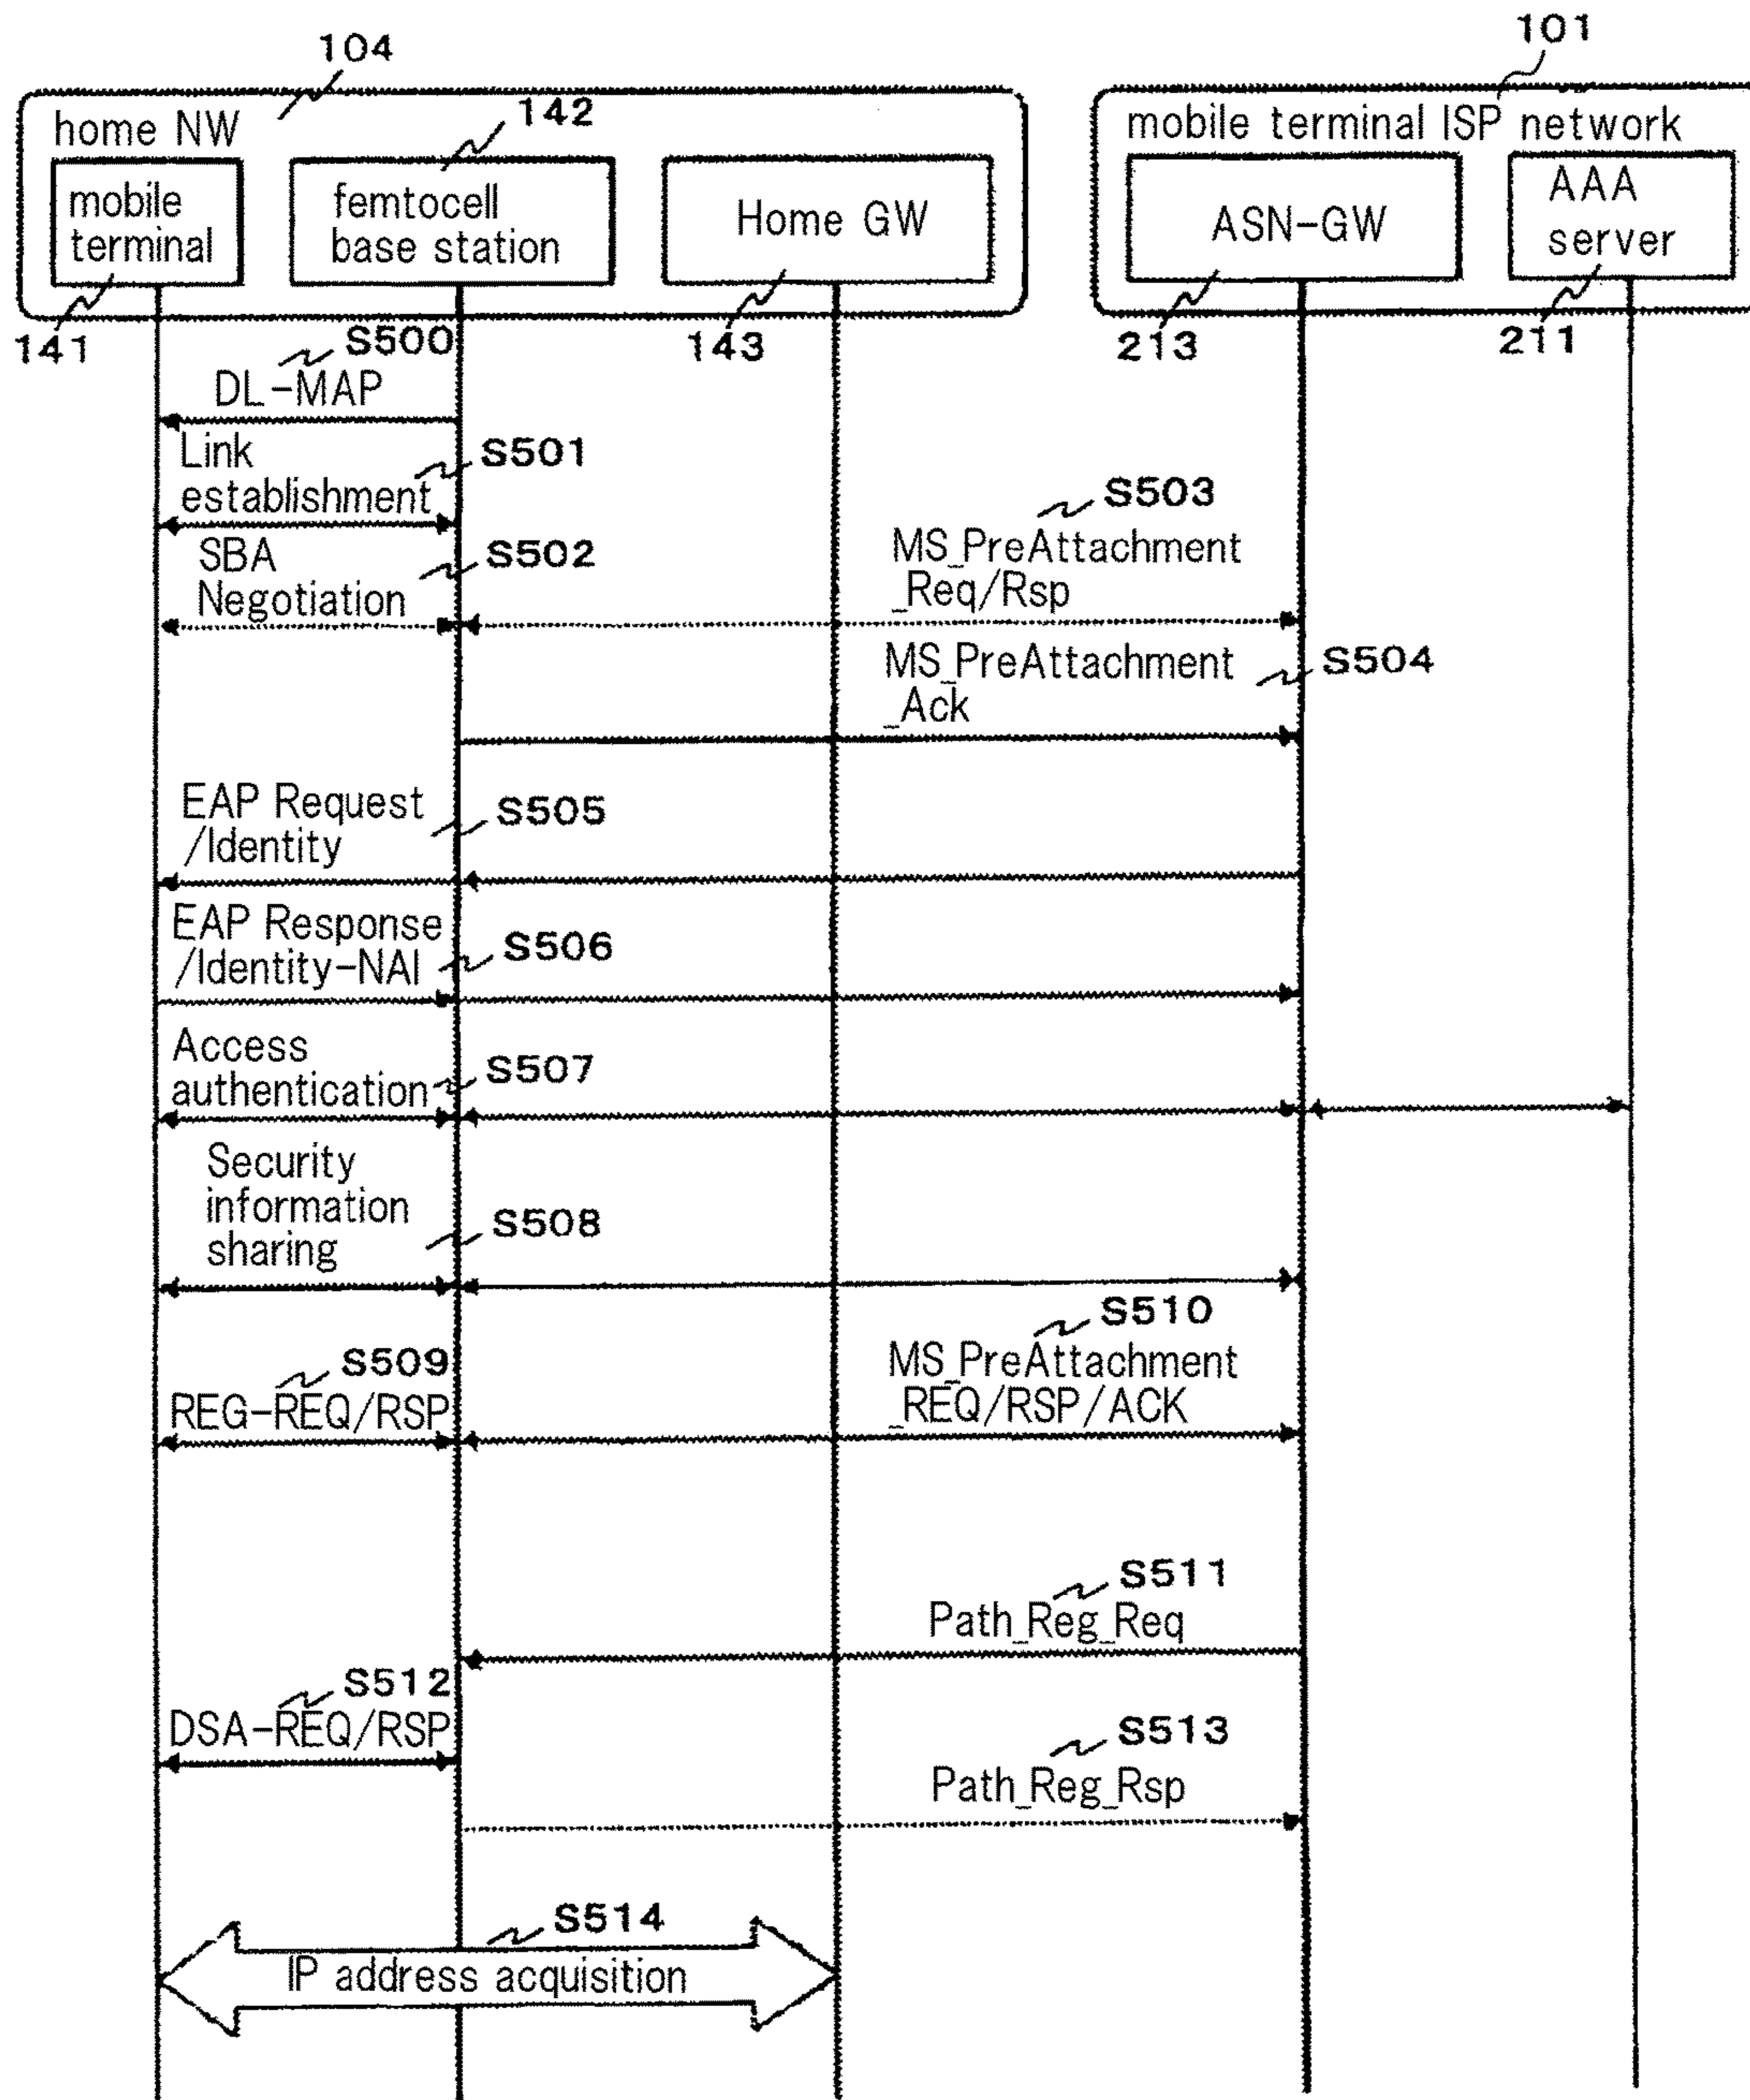 104
101
home NW
142
mobile terminal ISP network
mobile
terminal
femtocell
base station
Home GW
ASN-GW
AAA
server
141
S500
143
213
211
DL-MAP
Link
establishment
S501
S503
SBA
Negotiation
S502
MS_PreAttachment
_Req/Rsp
MS_PreAttachment
_Ack
S504
EAP Request
/Identity
S505
EAP Response
/Identity-NAI
S506
Access
authentication
S507
Security
information
sharing
S508
S510
S509
MS_PreAttachment
_REQ/RSP/ACK
REG-REQ/RSP
S511
Path_Reg_Req
S512
DSA-REQ/RSP
S513
Path_Reg_Rsp
S514
IP address acquisition